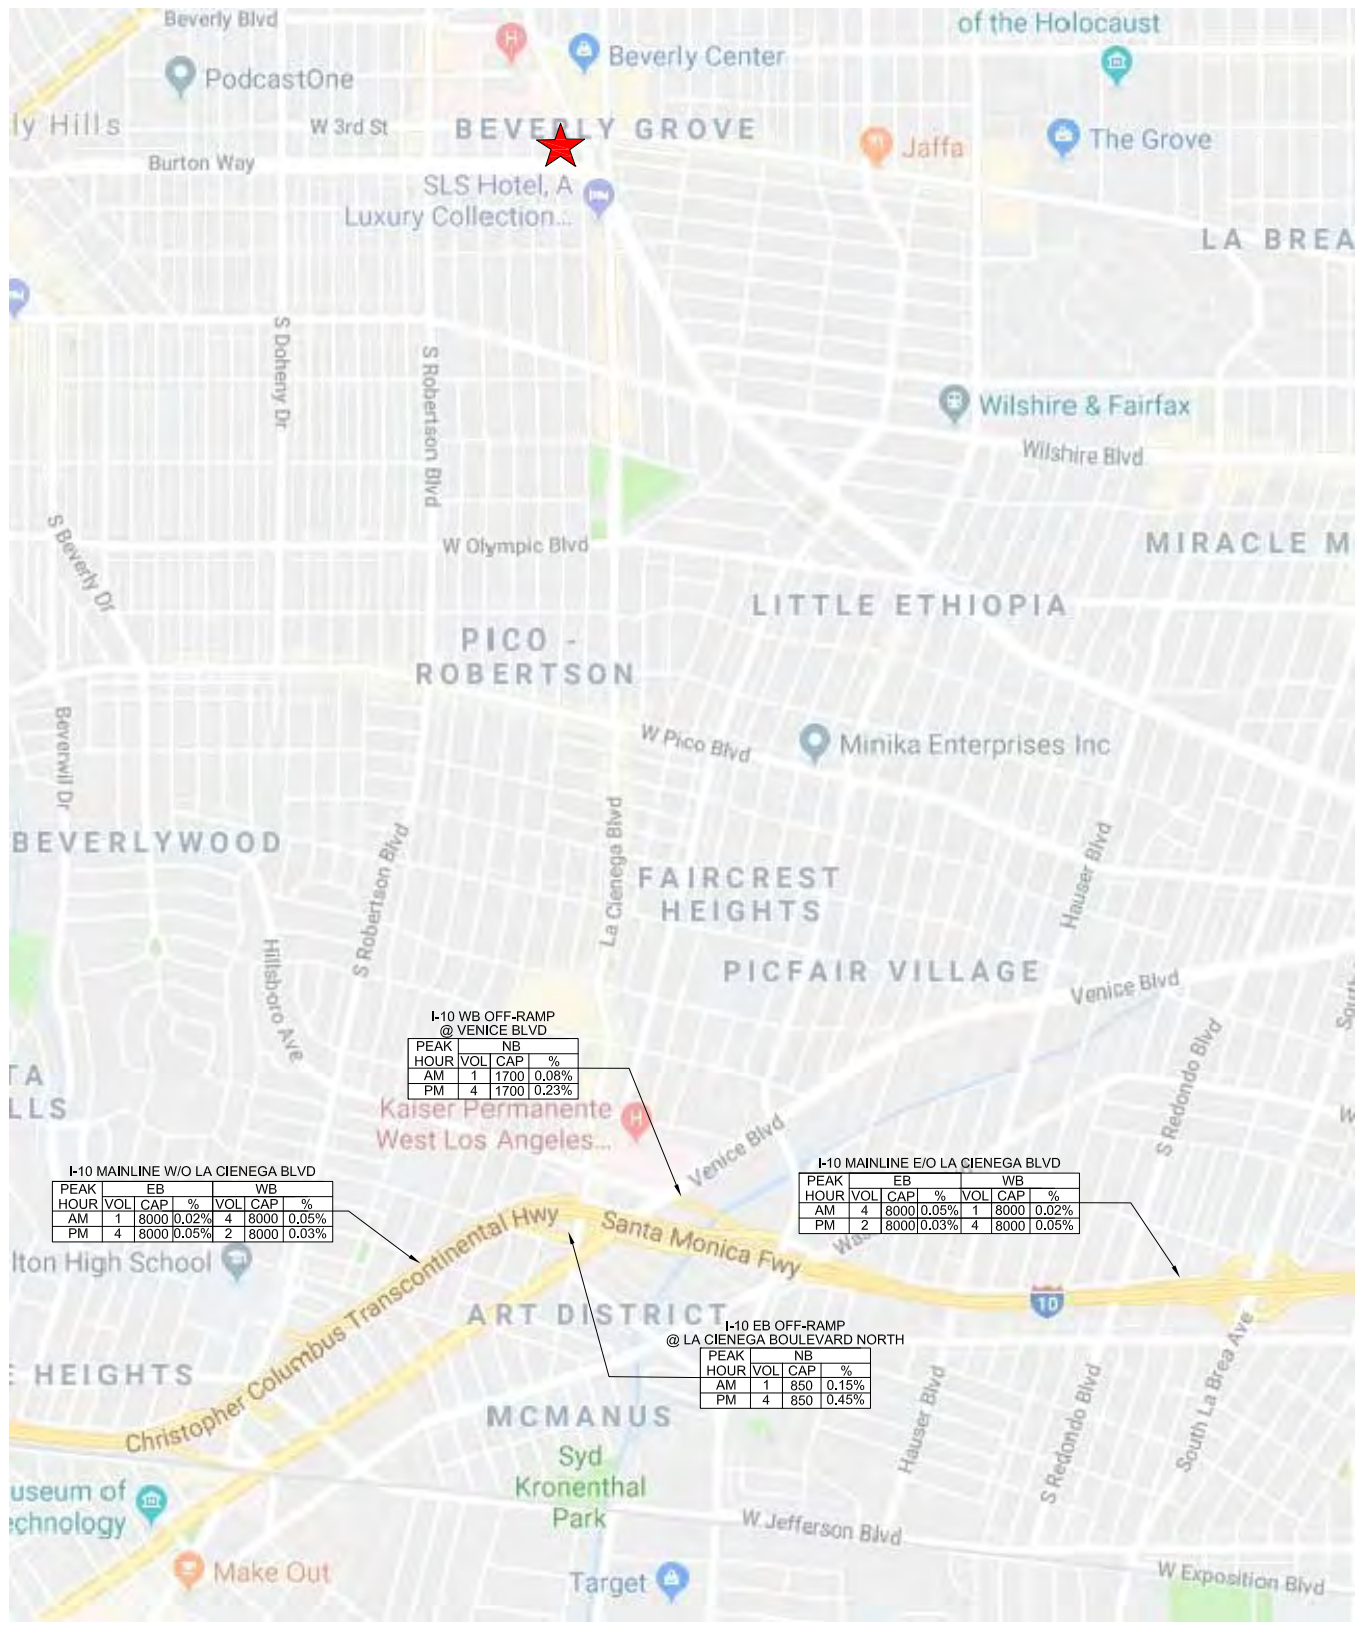 Beverly Blvd
of the Holocaust
H
Beverly Center
PodcastOne
ly Hills
W 3rd St
BEVERLY GROVE
Jaffa
The Grove
Burton Way
SLS Hotel, A
Luxury Collection...
LA BREA
S Doheny Dr
S Robertson Blvd
Wilshire & Fairfax
Wilshire Blvd
S Beverly Dr
W Olympic Blvd
MIRACLE M
LITTLE ETHIOPIA
PICO -
ROBERTSON
Beverwil Dr
W Pico Blvd
Minika Enterprises Inc
BEVERLYWOOD
S Robertson Blvd
La Cienega Blvd
Hauser Blvd
FAIRCREST
HEIGHTS
Hillsboro Ave
PICFAIR VILLAGE
Venice Blvd
South
I-10 WB OFF-RAMP
@ VENICE BLVD
PEAK NB
HOUR VOL CAP %
AM 1 1700 0.08%
PM 4 1700 0.23%
S Redondo Blvd
TA
LLS
Kaiser Permanente
West Los Angeles...
H
W
Venice Blvd
I-10 MAINLINE W/O LA CIENEGA BLVD
PEAK EB WB
HOUR VOL CAP % VOL CAP %
AM 1 8000 0.02% 4 8000 0.05%
PM 4 8000 0.05% 2 8000 0.03%
I-10 MAINLINE E/O LA CIENEGA BLVD
PEAK EB WB
HOUR VOL CAP % VOL CAP %
AM 4 8000 0.05% 1 8000 0.02%
PM 2 8000 0.03% 4 8000 0.05%
Was
lton High School
Christopher Columbus Transcontinental Hwy
Santa Monica Fwy
10
ART DISTRICT
I-10 EB OFF-RAMP
@ LA CIENEGA BOULEVARD NORTH
PEAK NB
HOUR VOL CAP %
AM 1 850 0.15%
PM 4 850 0.45%
E HEIGHTS
MCMANUS
Hauser Blvd
S Redondo Blvd
South La Brea Ave
Syd
Kronenthal
Park
useum of
echnology
W Jefferson Blvd
Make Out
Target
W Exposition Blvd